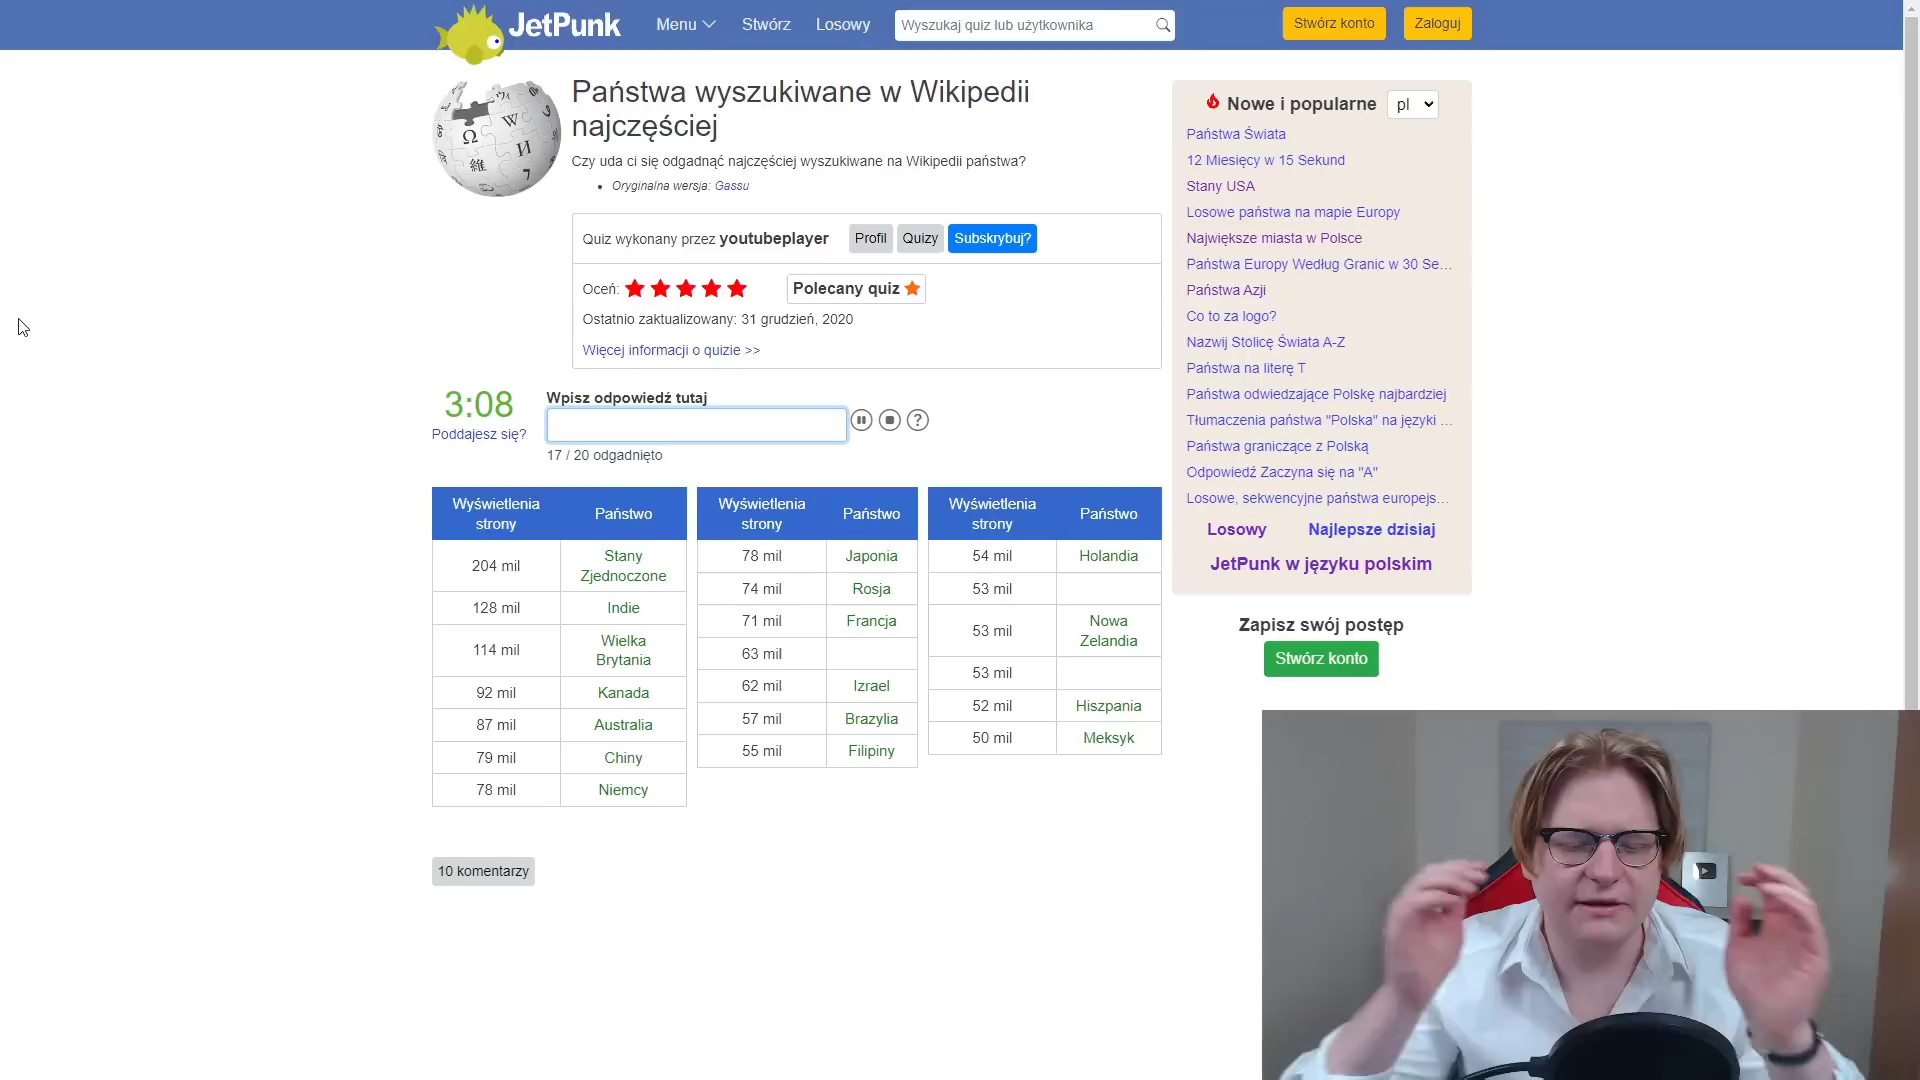 JetPunk
Menu
Stwórz
Losowy
Wyszukaj quiz lub użytkownika
Stwórz konto
Zaloguj
Państwa wyszukiwane w Wikipedii
najczęściej
Czy uda ci się odgadnąć najczęściej wyszukiwane na Wikipedii państwa?
Oryginalna wersja: Gassu
Quiz wykonany przez youtubeplayer
Profil
Quizy
Subskrybuj?
Oceń:
Polecany quiz
Ostatnio zaktualizowany: 31 grudzień, 2020
Więcej informacji o quizie >>
3:08
Poddajesz się?
Wpisz odpowiedź tutaj
17 / 20 odgadnięto
Wyświetlenia strony Państwo
204 mil Stany Zjednoczone
128 mil Indie
114 mil Wielka Brytania
92 mil Kanada
87 mil Australia
79 mil Chiny
78 mil Niemcy
Wyświetlenia strony Państwo
78 mil Japonia
74 mil Rosja
71 mil Francja
63 mil
62 mil Izrael
57 mil Brazylia
55 mil Filipiny
Wyświetlenia strony Państwo
54 mil Holandia
53 mil
53 mil Nowa Zelandia
53 mil
52 mil Hiszpania
50 mil Meksyk
10 komentarzy
Nowe i popularne pl
Państwa Świata
12 Miesięcy w 15 Sekund
Stany USA
Losowe państwa na mapie Europy
Największe miasta w Polsce
Państwa Europy Według Granic w 30 Se...
Państwa Azji
Co to za logo?
Nazwij Stolicę Świata A-Z
Państwa na literę T
Państwa odwiedzające Polskę najbardziej
Tłumaczenia państwa "Polska" na języki ...
Państwa graniczące z Polską
Odpowiedź Zaczyna się na "A"
Losowe, sekwencyjne państwa europejs...
Losowy
Najlepsze dzisiaj
JetPunk w języku polskim
Zapisz swój postęp
Stwórz konto